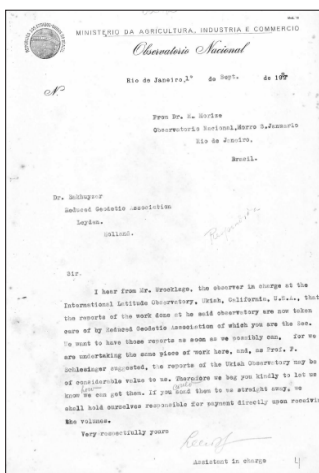 MINISTERIO DA AGRICULTURA, INDUSTRIA E COMMERCIO
Observatorio Nacional
Rio de Janeiro, 1º de Sept. de 19
Nº
From Dr. H. Morize
Observatorio Nacional, Morro S. Januario
Rio de Janeiro,
Brazil.
Dr. Bakhuyzen
Reduced Geodetic Association
Leyden.
Holland.
Sir.
I hear from Mr. Brocklage, the observer in charge at the
International Latitude Observatory, Ukiah, California, U.S.A., that
the reports of the work done at he said observatory are now taken
care of by Reduced Geodetic Association of which you are the Sec.
We want to have those reports as soon as we possibly can. For we
are undertaking the same piece of work here, and, as Prof. F.
Schlesinger suggested, the reports of the Ukiah Observatory may be
of considerable value to us. Therefore we beg you kindly to let us
know we can get them. If you send them to us straight away, we
shall hold ourselves responsible for payment directly upon receivin
the volumes.
Very respectfully yours
Assistant in charge